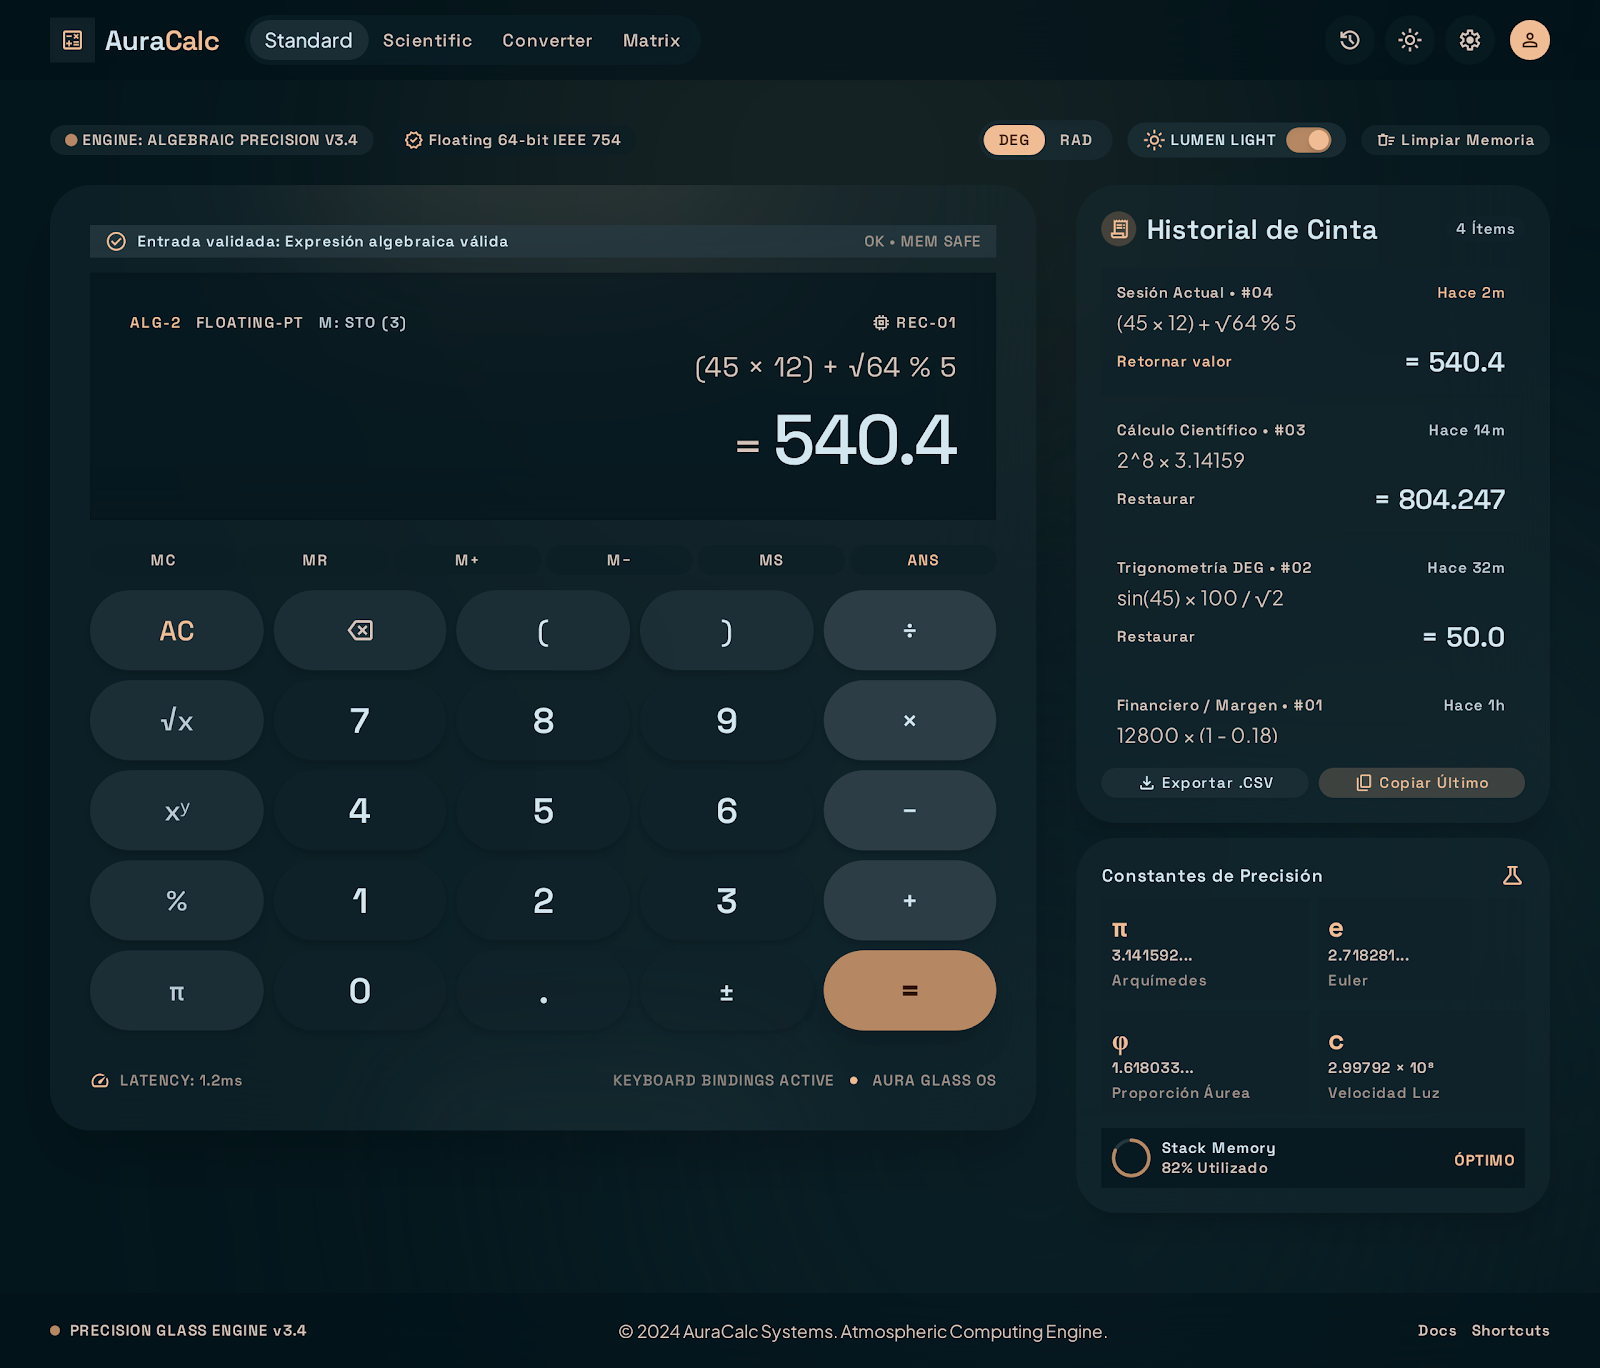 AuraCalc Standard Scientific Converter Matrix
ENGINE: ALGEBRAIC PRECISION V3.4 Floating 64-bit IEEE 754 DEG RAD LUMEN LIGHT Limpiar Memoria
Entrada validada: Expresión algebraica válida OK • MEM SAFE
ALG-2 FLOATING-PT M: STO (3) REC-01
(45 × 12) + √64 % 5
= 540.4
MC MR M+ M− MS ANS
AC ( ) ÷
√x 7 8 9 ×
xʸ 4 5 6 −
% 1 2 3 +
π 0 . ± =
LATENCY: 1.2ms KEYBOARD BINDINGS ACTIVE • AURA GLASS OS
Historial de Cinta 4 Ítems
Sesión Actual • #04 Hace 2m
(45 × 12) + √64 % 5
Retornar valor = 540.4
Cálculo Científico • #03 Hace 14m
2^8 × 3.14159
Restaurar = 804.247
Trigonometría DEG • #02 Hace 32m
sin(45) × 100 / √2
Restaurar = 50.0
Financiero / Margen • #01 Hace 1h
12800 × (1 - 0.18)
Exportar .CSV Copiar Último
Constantes de Precisión
π e
3.141592... 2.718281...
Arquímedes Euler
φ c
1.618033... 2.99792 × 10⁸
Proporción Áurea Velocidad Luz
Stack Memory
82% Utilizado ÓPTIMO
PRECISION GLASS ENGINE v3.4 © 2024 AuraCalc Systems. Atmospheric Computing Engine. Docs Shortcuts